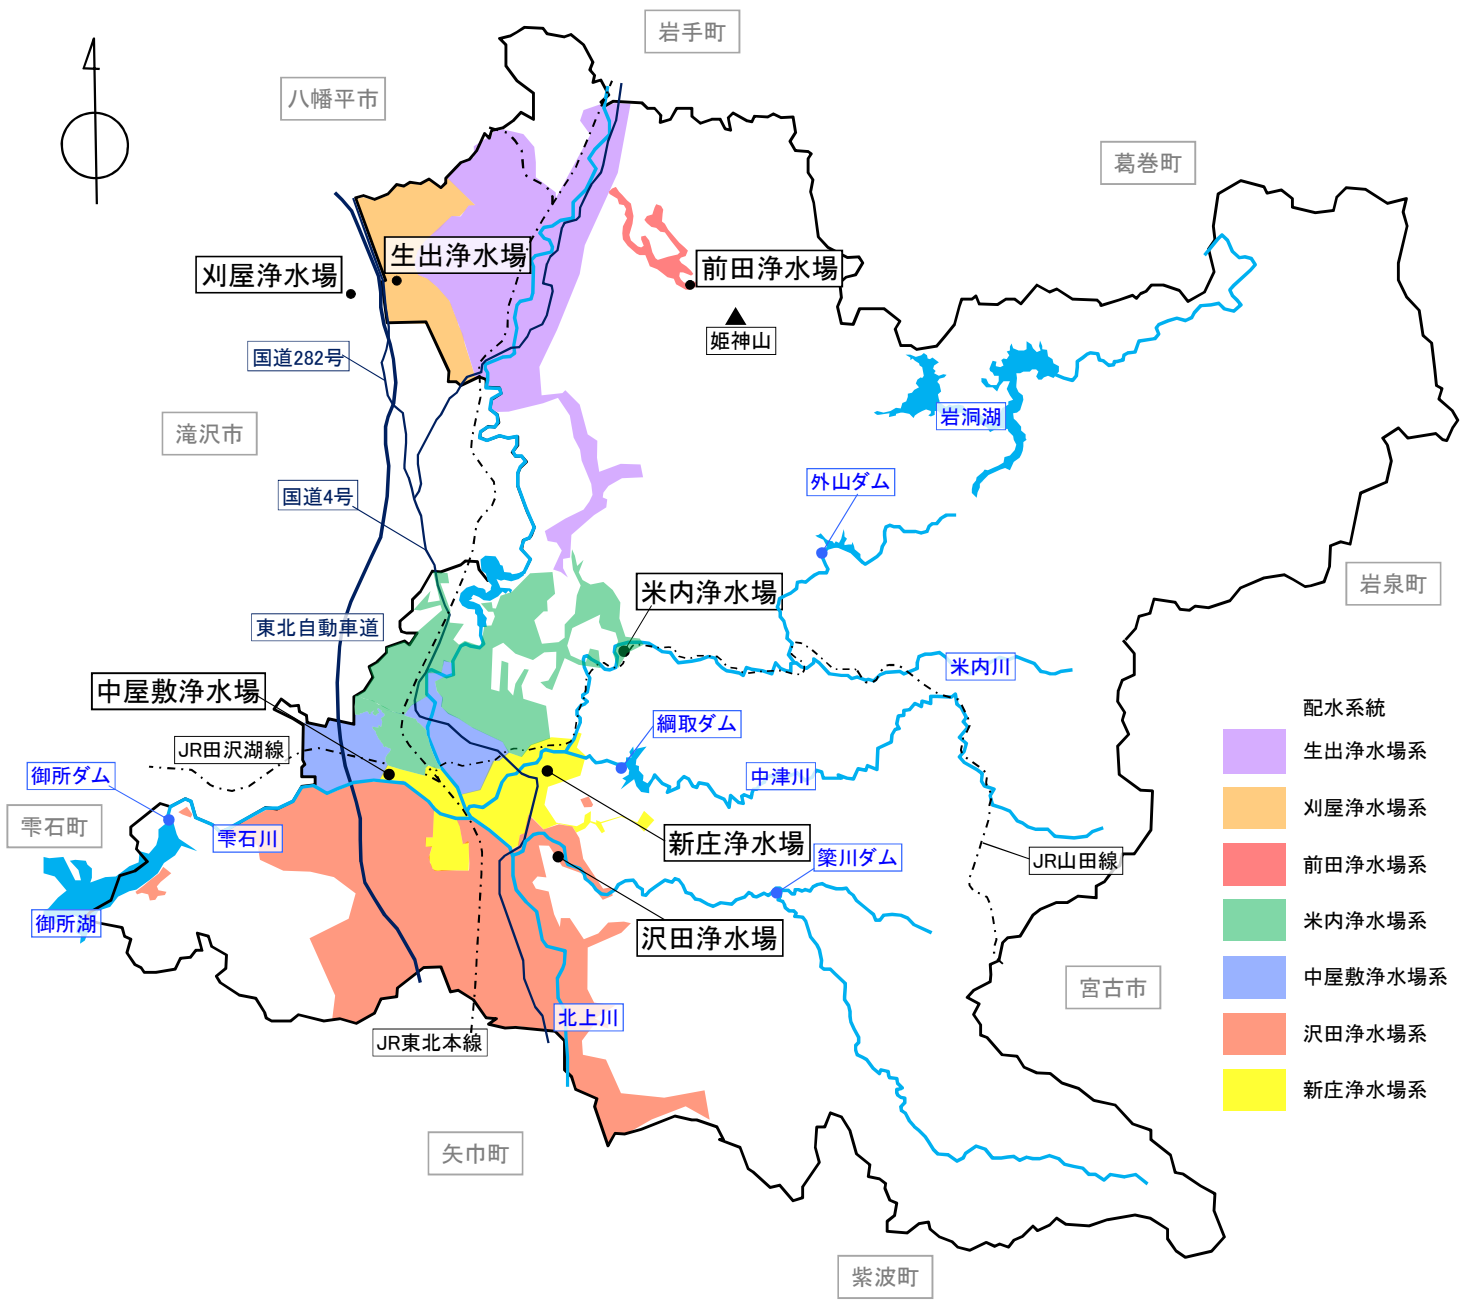 岩手町
八幡平市
葛巻町
生出浄水場
刈屋浄水場
前田浄水場
姫神山
国道282号
滝沢市
岩洞湖
外山ダム
国道4号
岩泉町
米内浄水場
東北自動車道
米内川
中屋敷浄水場
綱取ダム
JR田沢湖線
御所ダム
中津川
雫石町
雫石川
新庄浄水場
簗川ダム
JR山田線
御所湖
沢田浄水場
宮古市
北上川
JR東北本線
矢巾町
紫波町
配水系統
生出浄水場系
刈屋浄水場系
前田浄水場系
米内浄水場系
中屋敷浄水場系
沢田浄水場系
新庄浄水場系